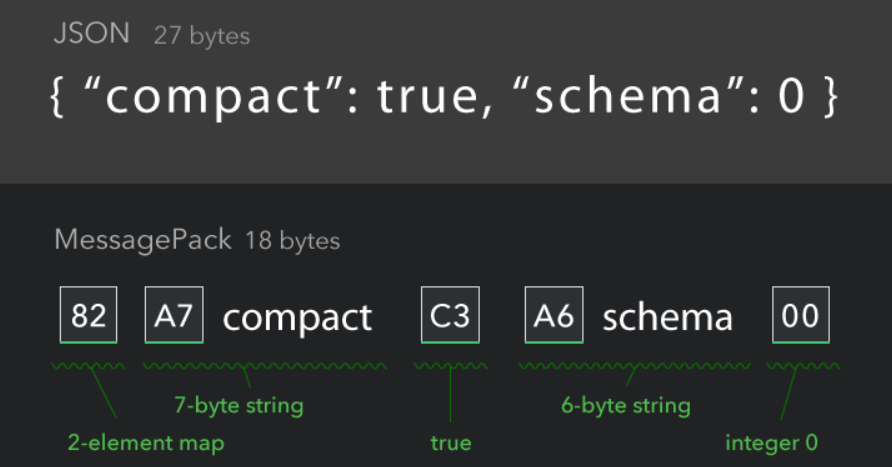 JSON 27 bytes
{ “compact”: true, “schema”: 0 }
MessagePack 18 bytes
82 A7 compact C3 A6 schema 00
7-byte string 6-byte string
2-element map true integer 0